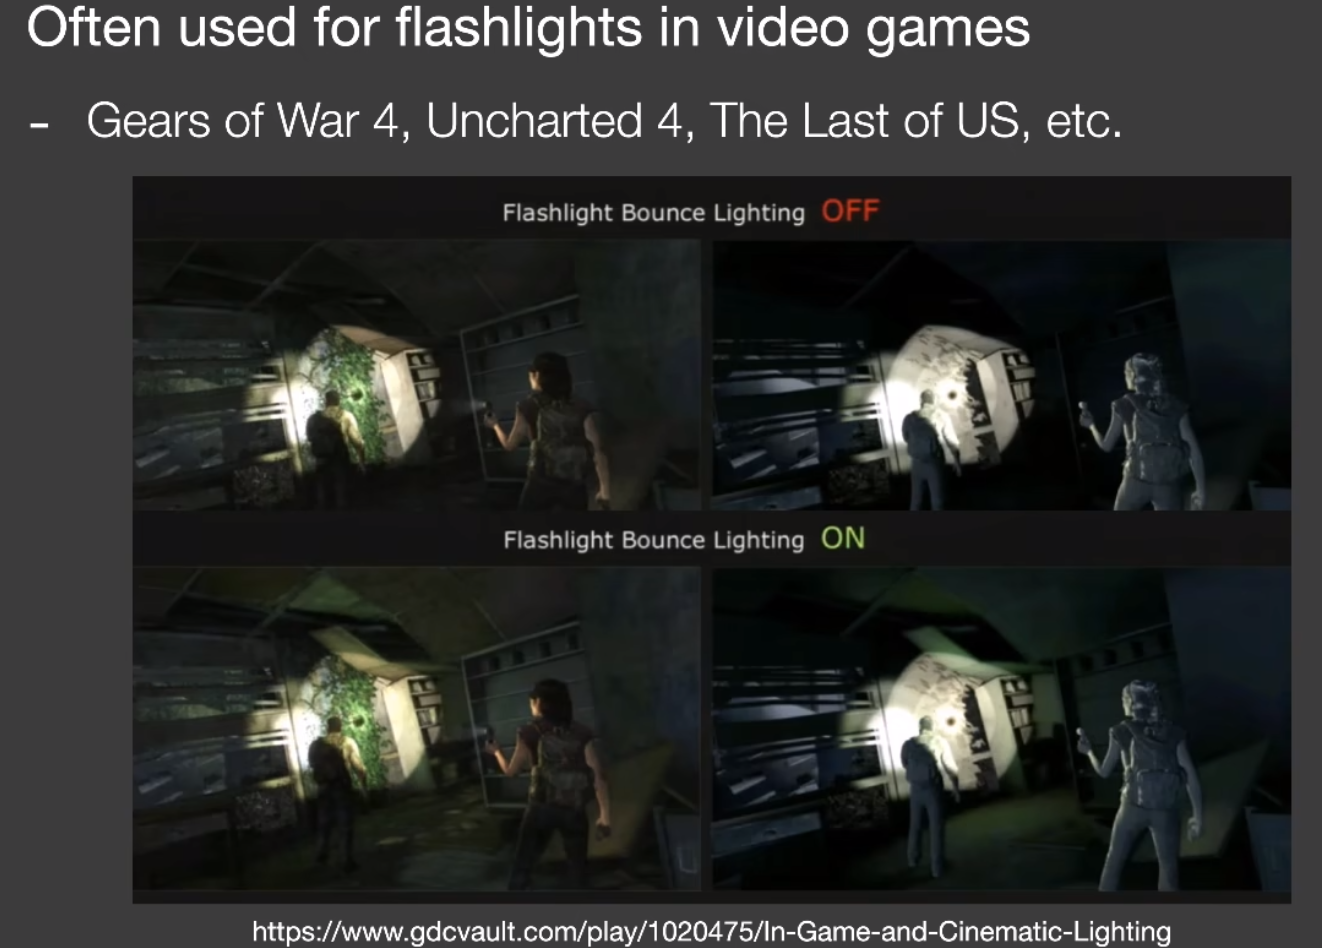 Often used for flashlights in video games
- Gears of War 4, Uncharted 4, The Last of US, etc.
Flashlight Bounce Lighting OFF
Flashlight Bounce Lighting ON
https://www.gdcvault.com/play/1020475/In-Game-and-Cinematic-Lighting